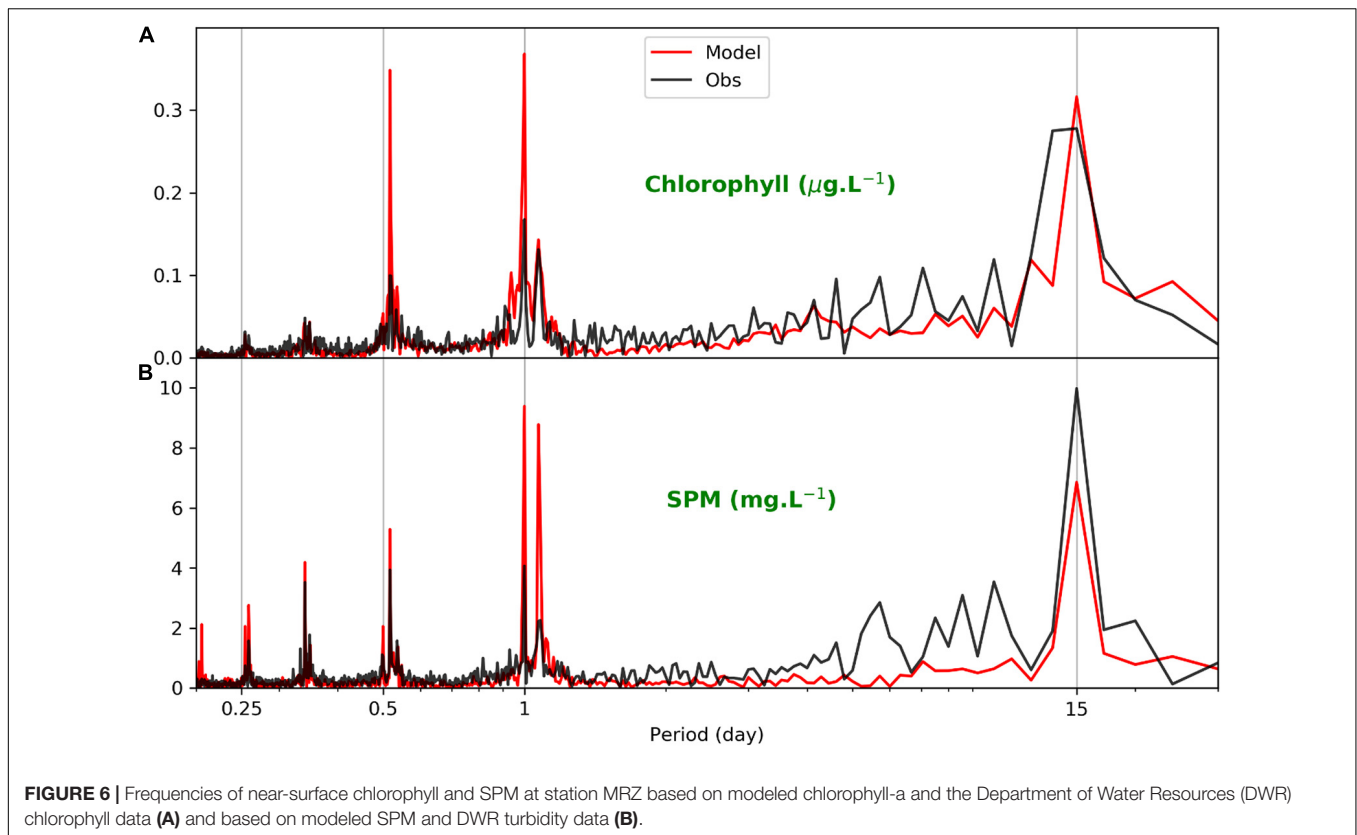 A
Model
Obs
0.3
0.2
0.1
0.0
Chlorophyll (μg.L⁻¹)
B
10
8
6
4
2
0
SPM (mg.L⁻¹)
0.25 0.5 1 15
Period (day)
FIGURE 6 | Frequencies of near-surface chlorophyll and SPM at station MRZ based on modeled chlorophyll-a and the Department of Water Resources (DWR)
chlorophyll data (A) and based on modeled SPM and DWR turbidity data (B).